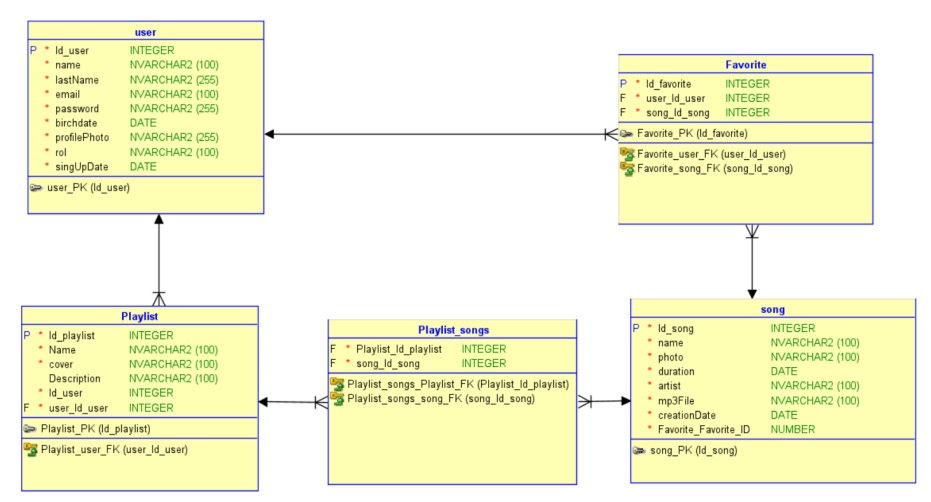 user
P * Id_user INTEGER
* name NVARCHAR2 (100)
* lastName NVARCHAR2 (255)
* email NVARCHAR2 (100)
* password NVARCHAR2 (255)
* birchdate DATE
* profilePhoto NVARCHAR2 (255)
* rol NVARCHAR2 (100)
* singUpDate DATE
user_PK (Id_user)
Favorite
P * Id_favorite INTEGER
F * user_Id_user INTEGER
F * song_Id_song INTEGER
Favorite_PK (Id_favorite)
Favorite_user_FK (user_Id_user)
Favorite_song_FK (song_Id_song)
Playlist
P * Id_playlist INTEGER
* Name NVARCHAR2 (100)
* cover NVARCHAR2 (100)
Description NVARCHAR2 (100)
* Id_user INTEGER
F * user_Id_user INTEGER
Playlist_PK (Id_playlist)
Playlist_user_FK (user_Id_user)
Playlist_songs
F * Playlist_Id_playlist INTEGER
F * song_Id_song INTEGER
Playlist_songs_Playlist_FK (Playlist_Id_playlist)
Playlist_songs_song_FK (song_Id_song)
song
P * Id_song INTEGER
* name NVARCHAR2 (100)
* photo NVARCHAR2 (100)
* duration DATE
* artist NVARCHAR2 (100)
* mp3File NVARCHAR2 (100)
* creationDate DATE
* Favorite_Favorite_ID NUMBER
song_PK (Id_song)